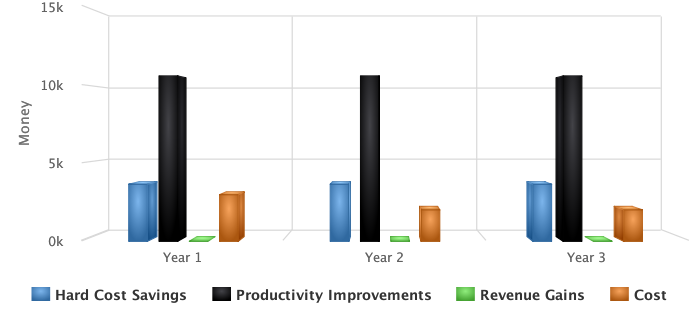 15k
10k
5k
0k
Money
Year 1 Year 2 Year 3
Hard Cost Savings Productivity Improvements Revenue Gains Cost